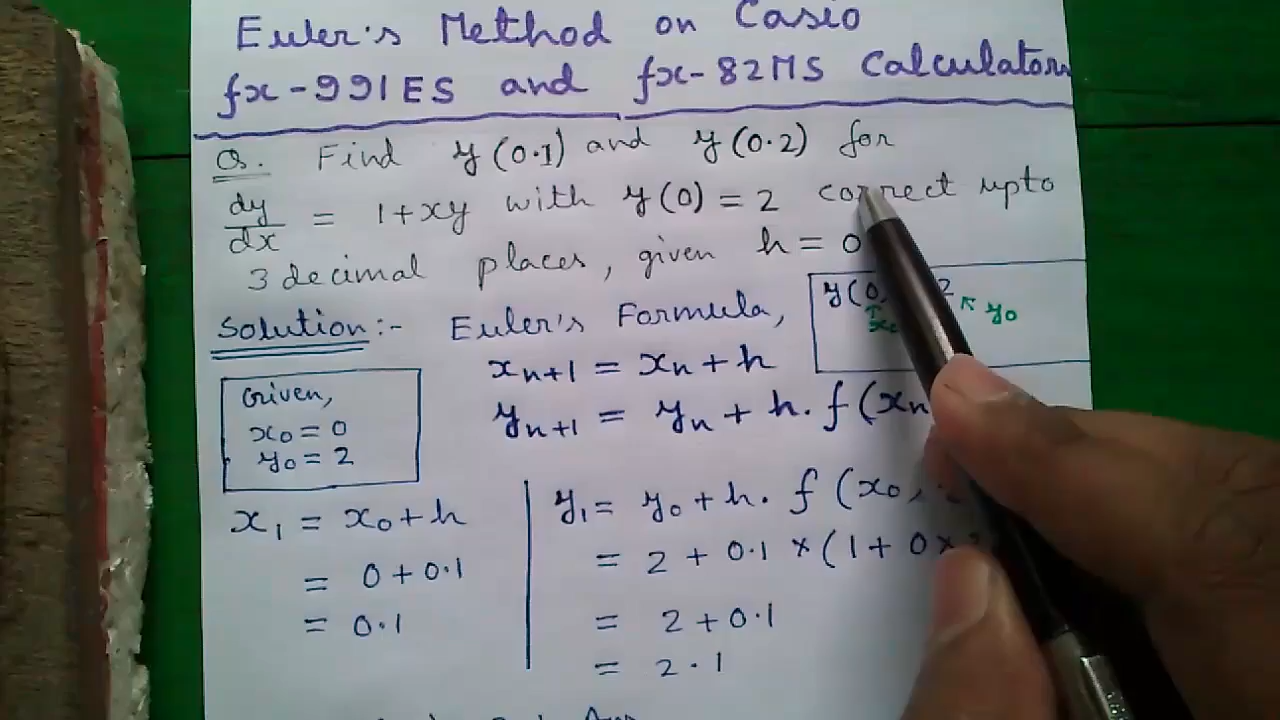 Euler's Method on Casio
fx-991ES and fx-82MS Calculators
Q. Find y(0.1) and y(0.2) for
dy/dx = 1+xy with y(0) = 2 correct upto
3 decimal places, given h = 0
y(0 2
x0 y0
Solution:- Euler's Formula,
xn+1 = xn + h
yn+1 = yn + h. f(xn
Given,
x0 = 0
y0 = 2
x1 = x0 + h
= 0 + 0.1
= 0.1
y1 = y0 + h. f(x0,
= 2 + 0.1 × (1 + 0×
= 2 + 0.1
= 2.1